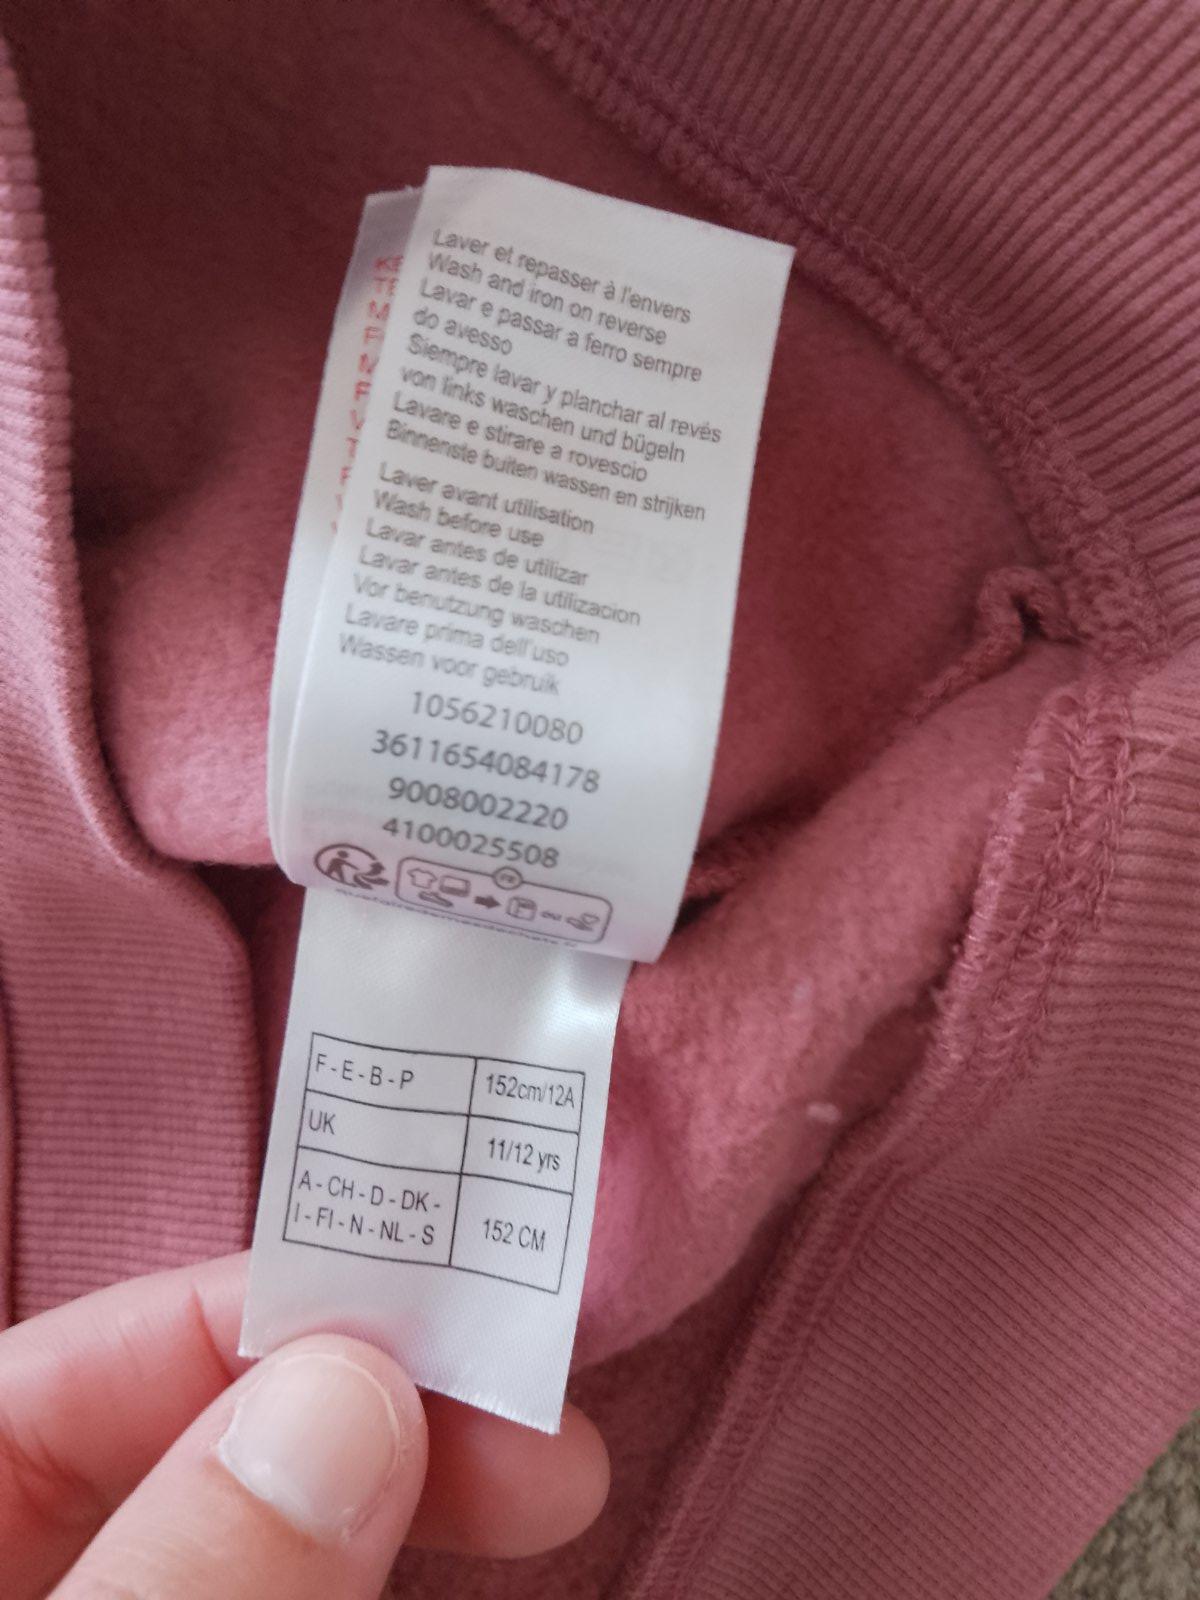 Laver et repasser à l'envers
Wash and iron on reverse
Lavar e passar a ferro sempre
do avesso
Siempre lavar y planchar al revés
von links waschen und bügeln
Lavare e stirare a rovescio
Binnenste buiten wassen en strijken
Laver avant utilisation
Wash before use
Lavar antes de utilizar
Lavar antes de la utilizacion
Vor benutzung waschen
Lavare prima dell'uso
Wassen voor gebruik
1056210080
3611654084178
9008002220
4100025508
FR
ou
F - E - B - P 152cm/12A
UK 11/12 yrs
A - CH - D - DK -
I - FI - N - NL - S 152 CM